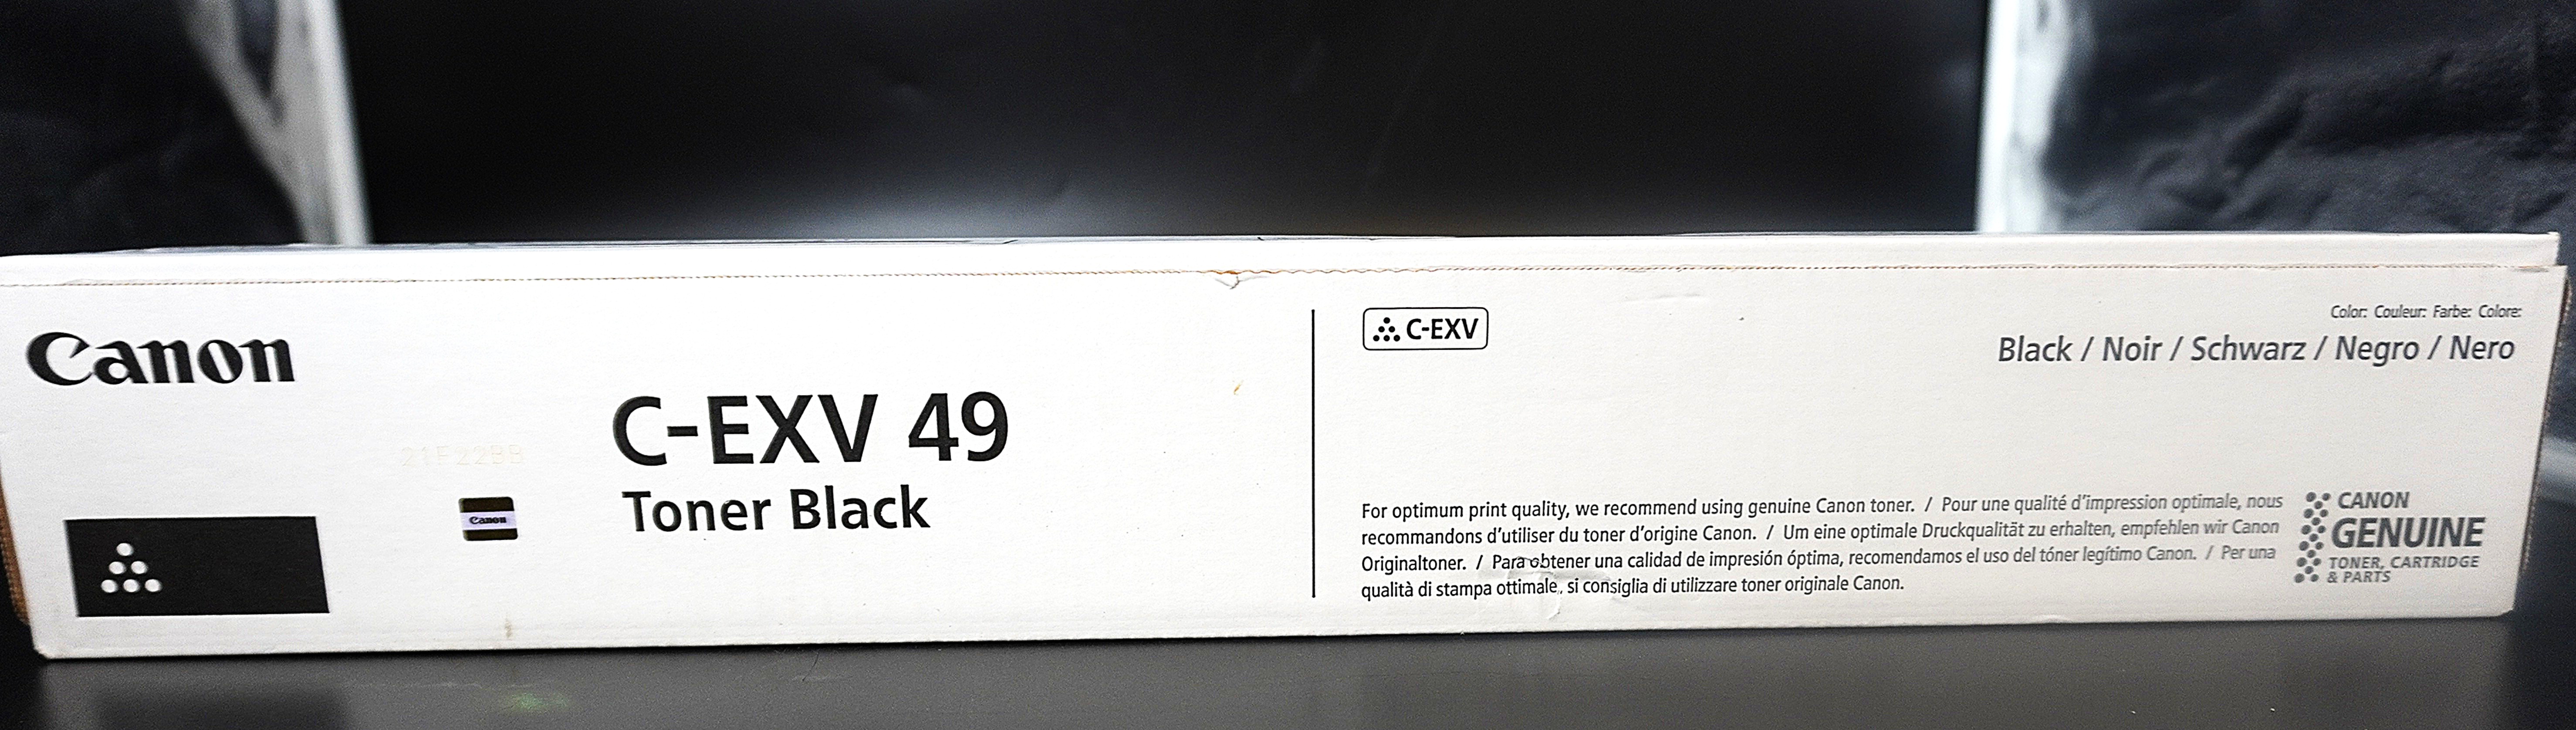 Canon
21F22BB
Canon
C-EXV 49
Toner Black
C-EXV
Color: Couleur: Farbe: Colore:
Black / Noir / Schwarz / Negro / Nero
For optimum print quality, we recommend using genuine Canon toner. / Pour une qualité d'impression optimale, nous
recommandons d'utiliser du toner d'origine Canon. / Um eine optimale Druckqualität zu erhalten, empfehlen wir Canon
Originaltoner. / Para obtener una calidad de impresión óptima, recomendamos el uso del tóner legítimo Canon. / Per una
qualità di stampa ottimale, si consiglia di utilizzare toner originale Canon.
CANON
GENUINE
TONER, CARTRIDGE
& PARTS